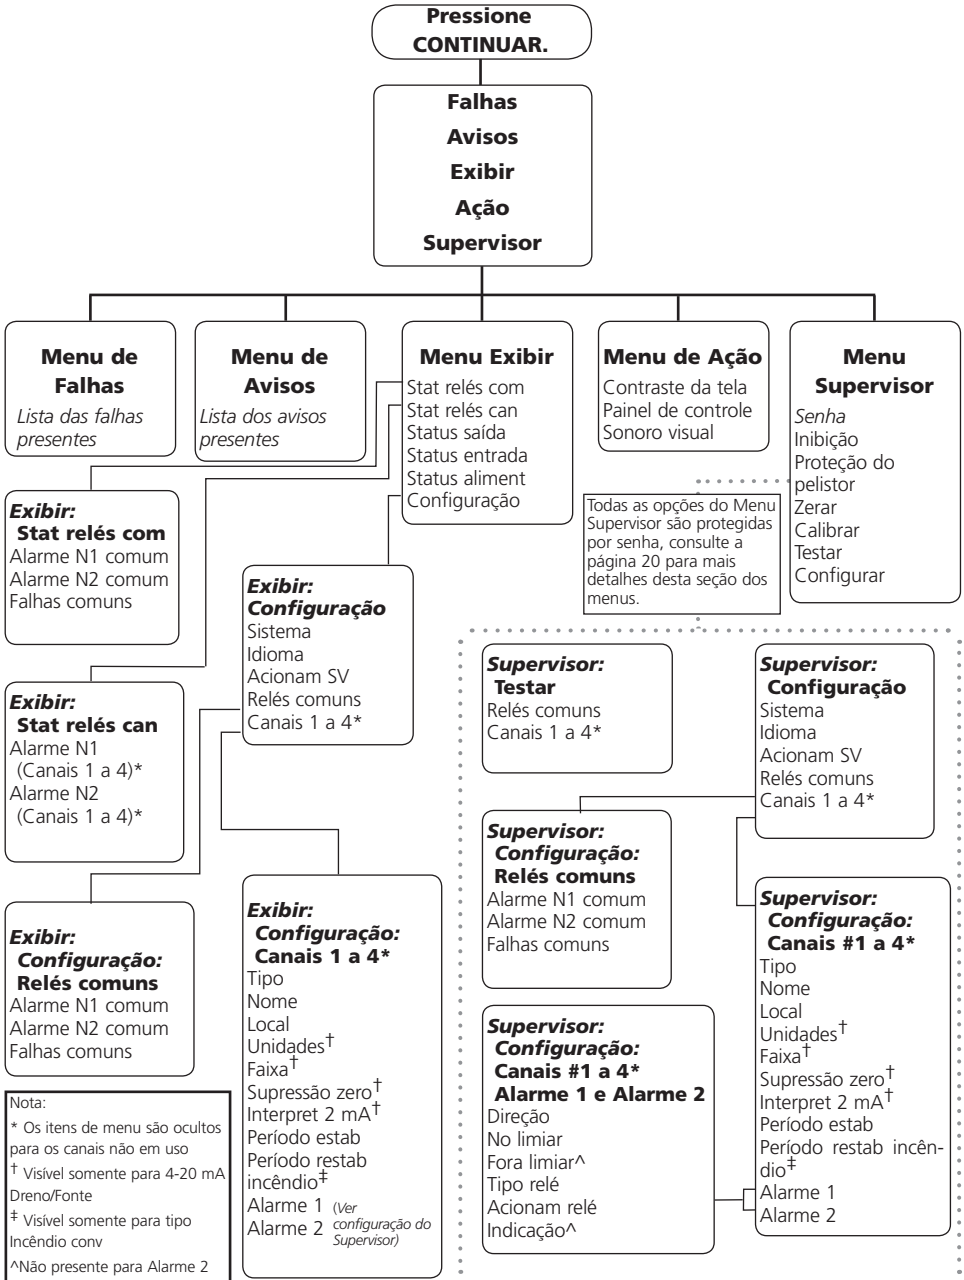 Pressione
CONTINUAR.
Falhas
Avisos
Exibir
Ação
Supervisor
Menu de
Falhas
Lista das falhas
presentes
Menu de
Avisos
Lista dos avisos
presentes
Menu Exibir
Stat relés com
Stat relés can
Status saída
Status entrada
Status aliment
Configuração
Menu de Ação
Contraste da tela
Painel de controle
Sonoro visual
Menu
Supervisor
Senha
Inibição
Proteção do
pelistor
Zerar
Calibrar
Testar
Configurar
Todas as opções do Menu
Supervisor são protegidas
por senha, consulte a
página 20 para mais
detalhes desta seção dos
menus.
Exibir:
Stat relés com
Alarme N1 comum
Alarme N2 comum
Falhas comuns
Exibir:
Configuração
Sistema
Idioma
Acionam SV
Relés comuns
Canais 1 a 4*
Supervisor:
Testar
Relés comuns
Canais 1 a 4*
Supervisor:
Configuração
Sistema
Idioma
Acionam SV
Relés comuns
Canais 1 a 4*
Exibir:
Stat relés can
Alarme N1
(Canais 1 a 4)*
Alarme N2
(Canais 1 a 4)*
Supervisor:
Configuração:
Relés comuns
Alarme N1 comum
Alarme N2 comum
Falhas comuns
Exibir:
Configuração:
Relés comuns
Alarme N1 comum
Alarme N2 comum
Falhas comuns
Exibir:
Configuração:
Canais 1 a 4*
Tipo
Nome
Local
Unidades†
Faixa†
Supressão zero†
Interpret 2 mA†
Período estab
Período restab
incêndio‡
Alarme 1 (Ver
Alarme 2 configuração do
Supervisor)
Supervisor:
Configuração:
Canais #1 a 4*
Tipo
Nome
Local
Unidades†
Faixa†
Supressão zero†
Interpret 2 mA†
Período estab
Período restab incên-
dio‡
Alarme 1
Alarme 2
Supervisor:
Configuração:
Canais #1 a 4*
Alarme 1 e Alarme 2
Direção
No limiar
Fora limiar^
Tipo relé
Acionam relé
Indicação^
Nota:
* Os itens de menu são ocultos
para os canais não em uso
† Visível somente para 4-20 mA
Dreno/Fonte
‡ Visível somente para tipo
Incêndio conv
^Não presente para Alarme 2